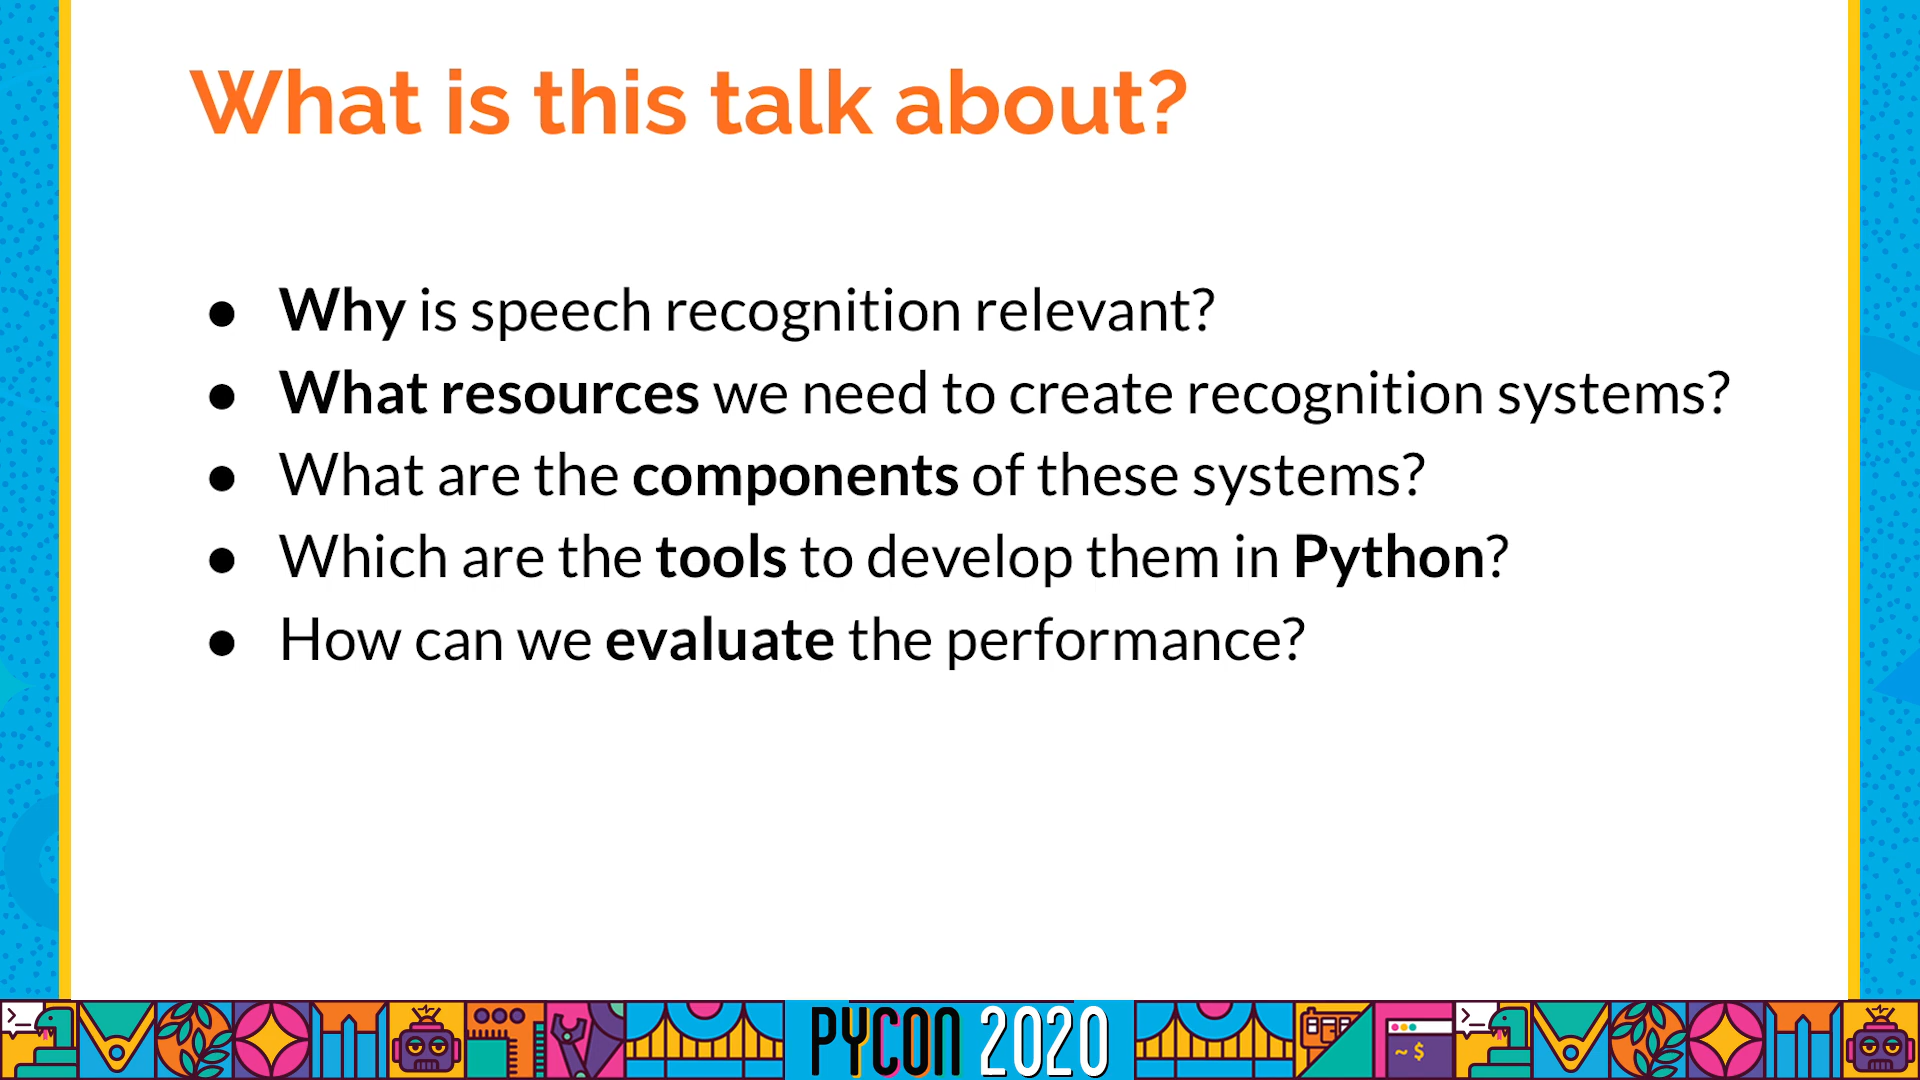 What is this talk about?
● Why is speech recognition relevant?
● What resources we need to create recognition systems?
● What are the components of these systems?
● Which are the tools to develop them in Python?
● How can we evaluate the performance?
PYCON 2020
~ $